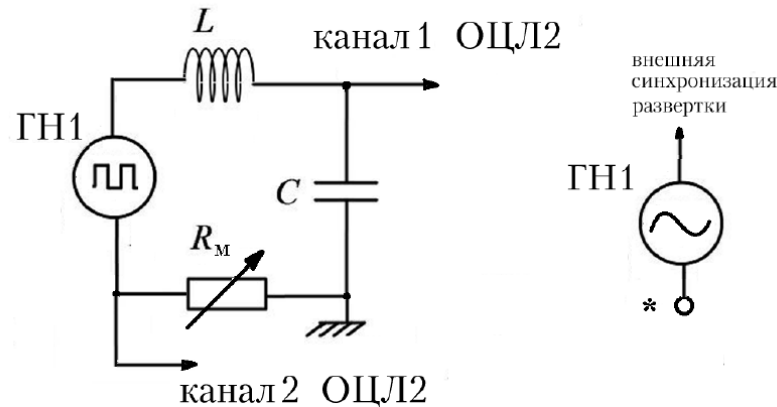 L
канал 1 ОЦЛ2
внешняя
синхронизация
развертки
ГН1
ГН1
C
Rм
*
канал 2 ОЦЛ2